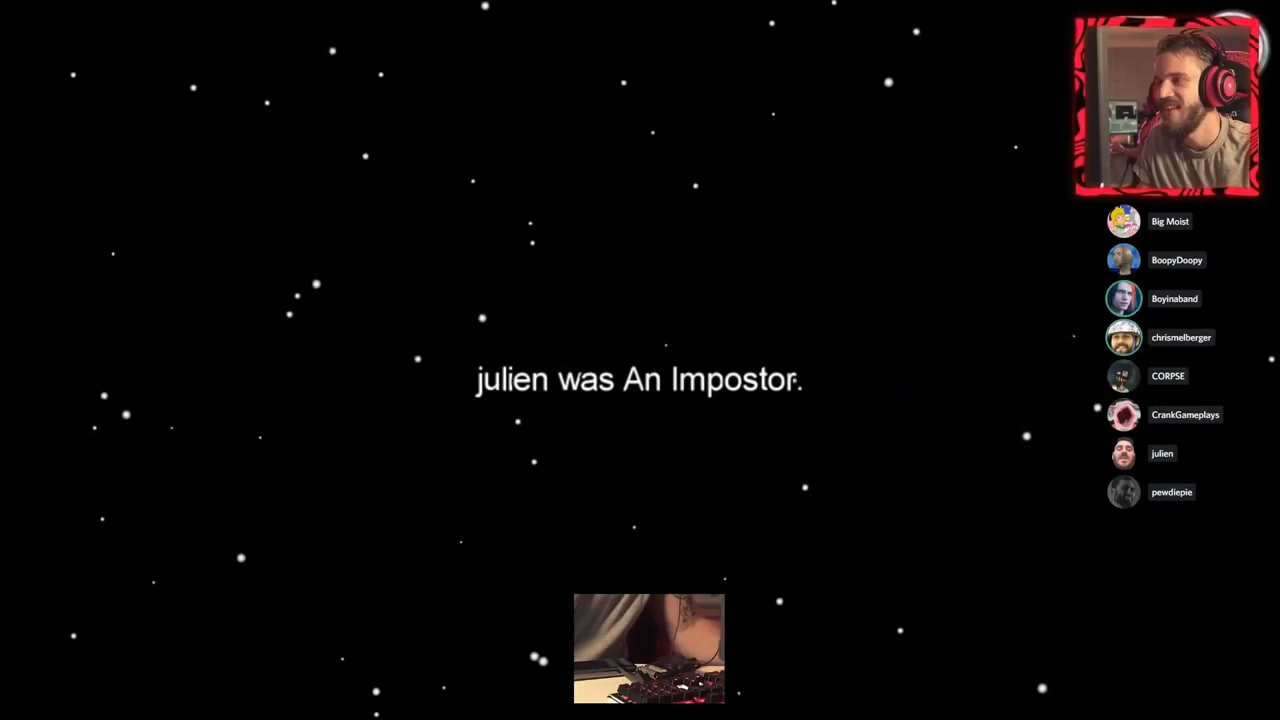 julien was An Impostor.
Big Moist
BoopyDoopy
Boyinaband
chrismelberger
CORPSE
CrankGameplays
julien
pewdiepie